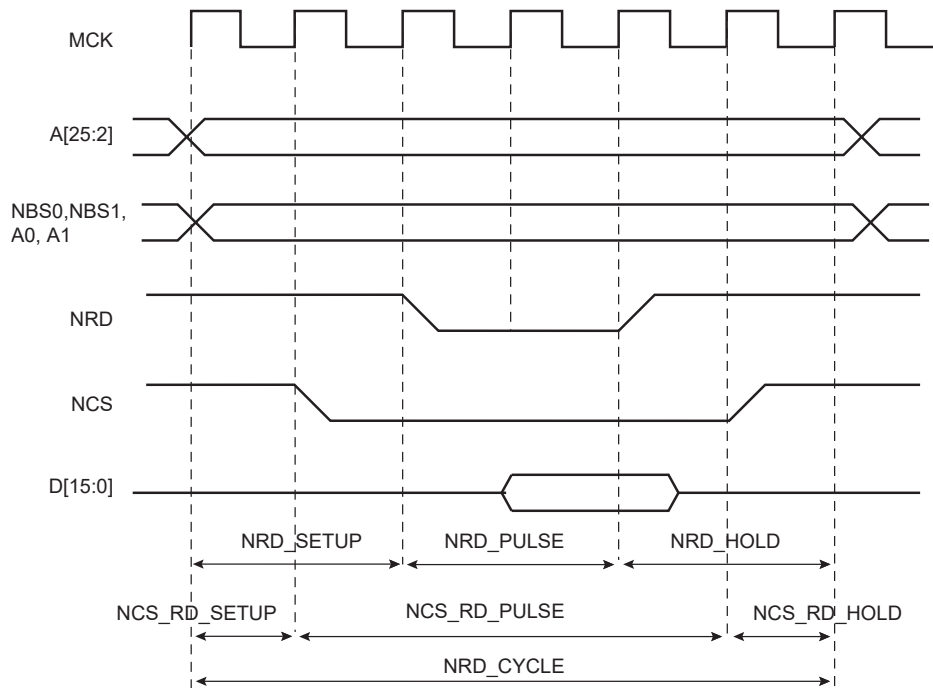 MCK
A[25:2]
NBS0,NBS1,
A0, A1
NRD
NCS
D[15:0]
NRD_SETUP NRD_PULSE NRD_HOLD
NCS_RD_SETUP NCS_RD_PULSE NCS_RD_HOLD
NRD_CYCLE